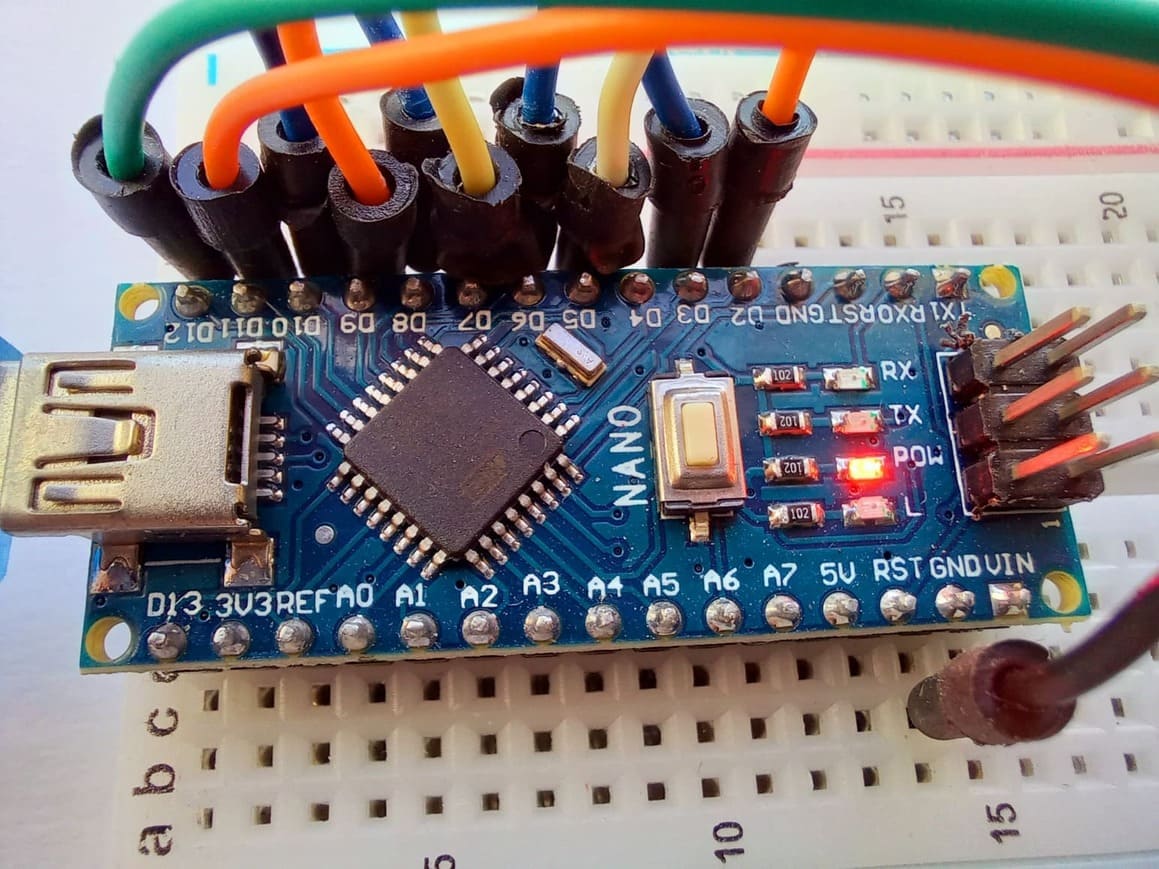 15
20
D12 D11 D10 D9 D8 D7 D6 D5 D4 D3 D2 GND RST RX0 TX1
102 RX
102 TX
102 POW
102 L
NANO
1
D13 3V3 REF A0 A1 A2 A3 A4 A5 A6 A7 5V RST GND VIN
c
b
a
5
10
15